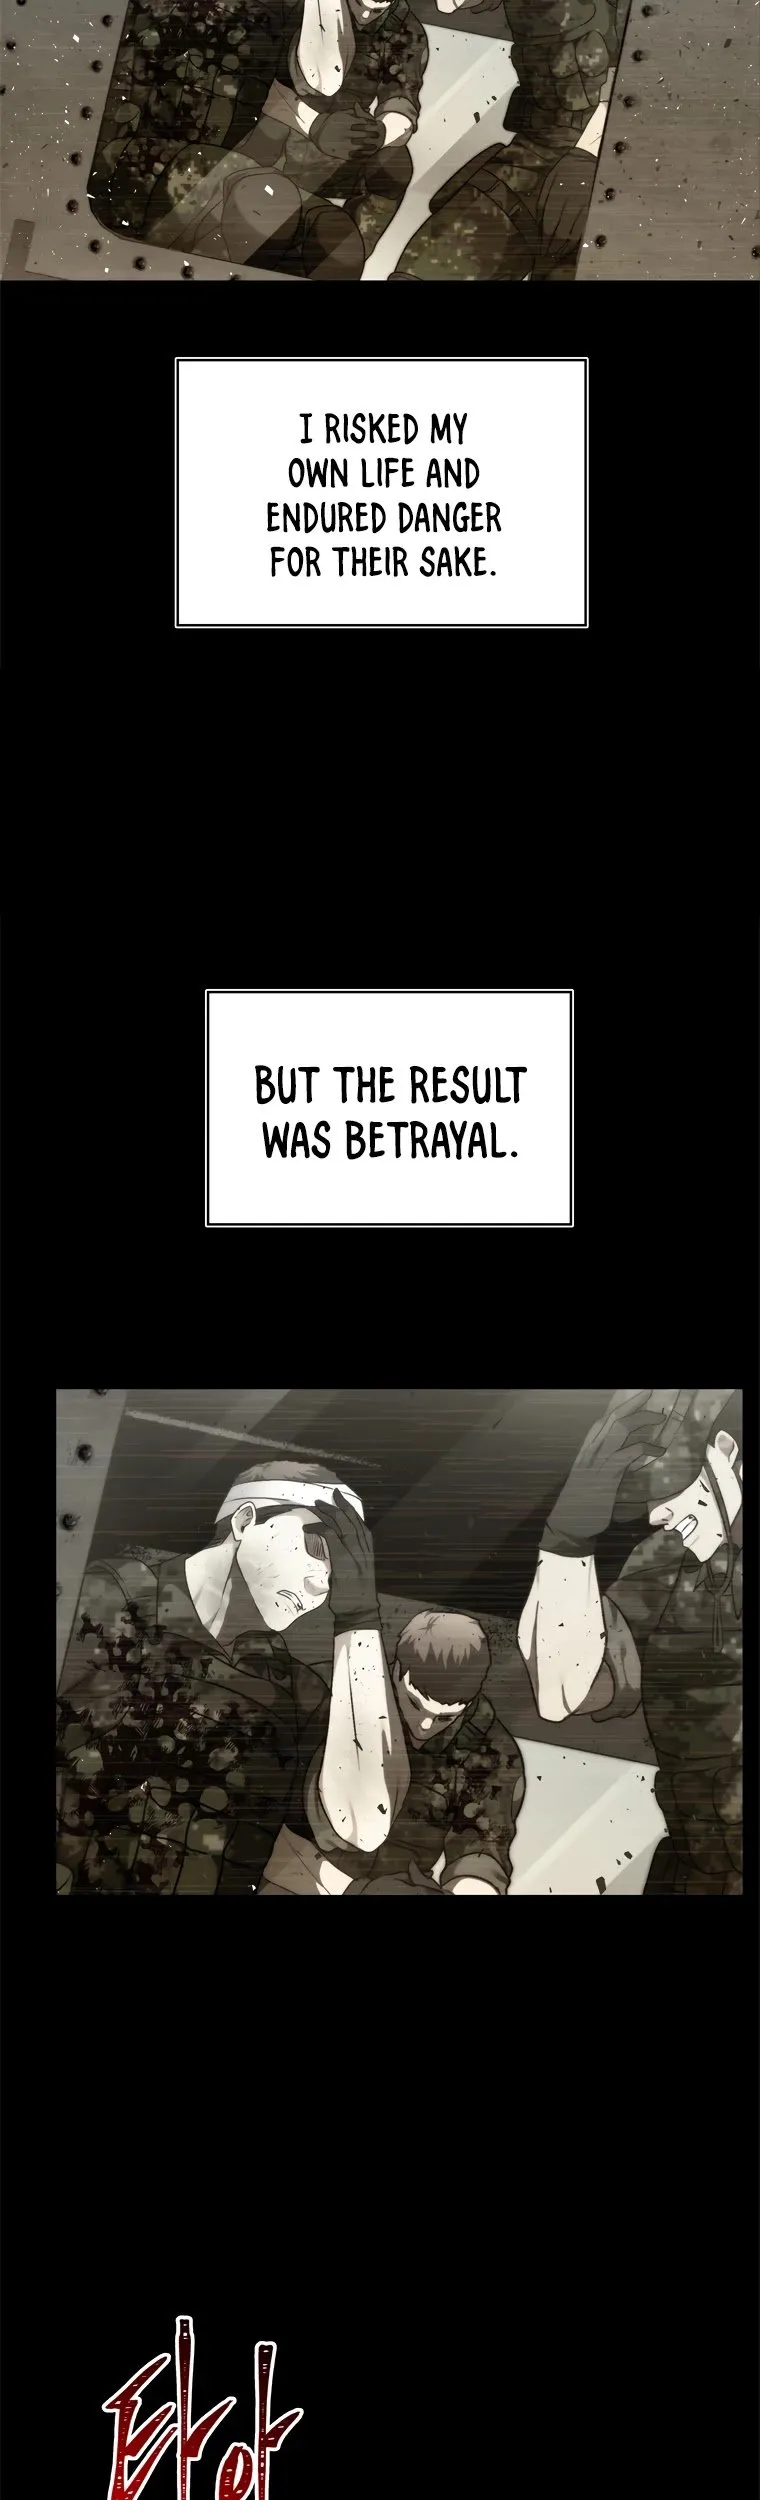 I RISKED MY
OWN LIFE AND
ENDURED DANGER
FOR THEIR SAKE.
BUT THE RESULT
WAS BETRAYAL.